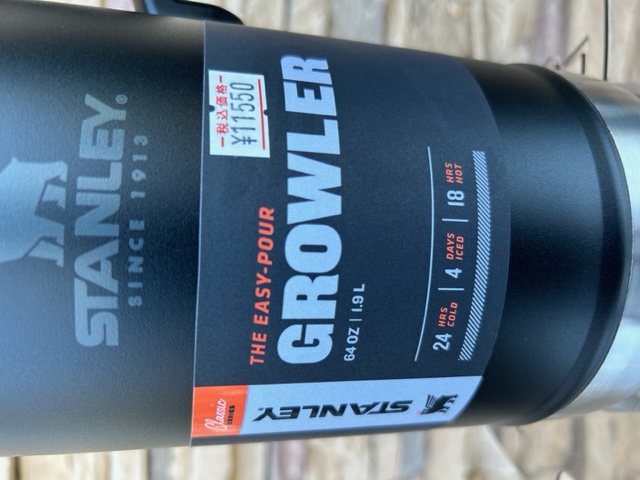 STANLEY®
SINCE 1913
税込価格
¥11550
THE EASY-POUR
GROWLER
64 OZ | 1.9 L
24 HRS COLD | 4 DAYS ICED | 18 HRS HOT
Classic SERIES
STANLEY